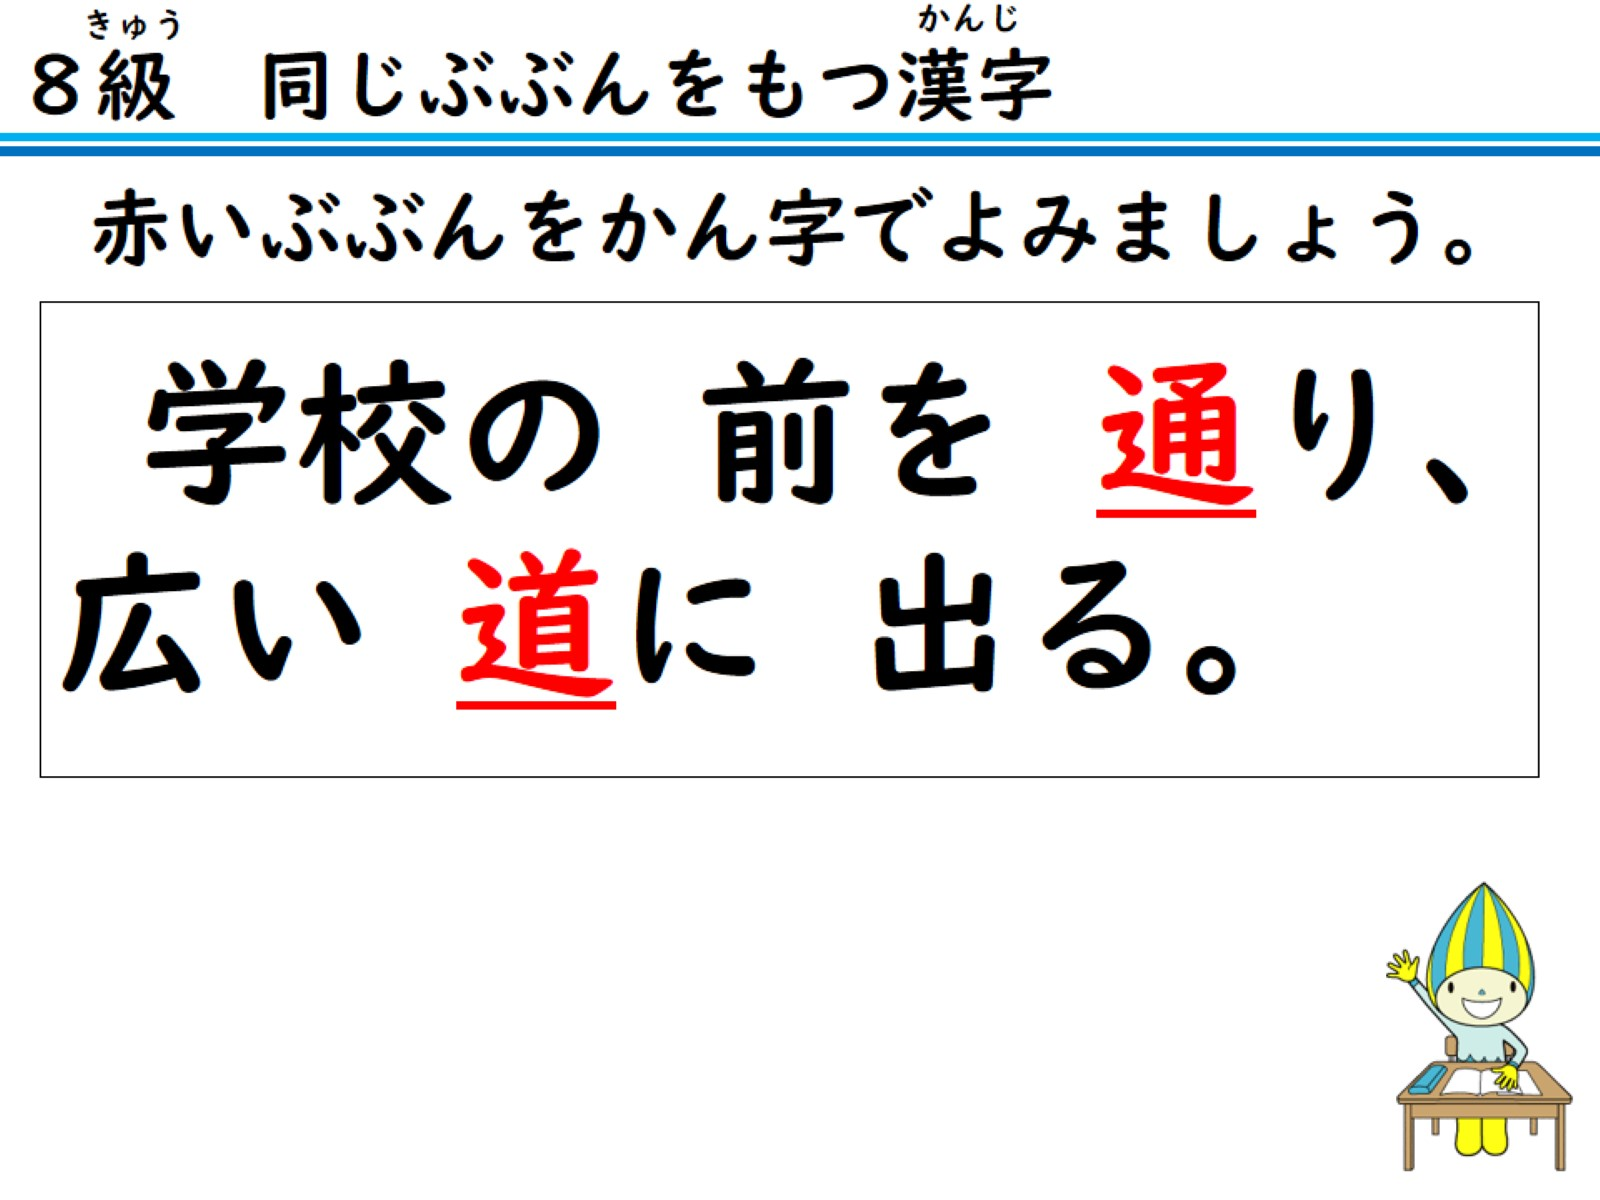 きゅう かんじ
8級 同じぶぶんをもつ漢字
赤いぶぶんをかん字でよみましょう。
学校の 前を 通り、
広い 道に 出る。